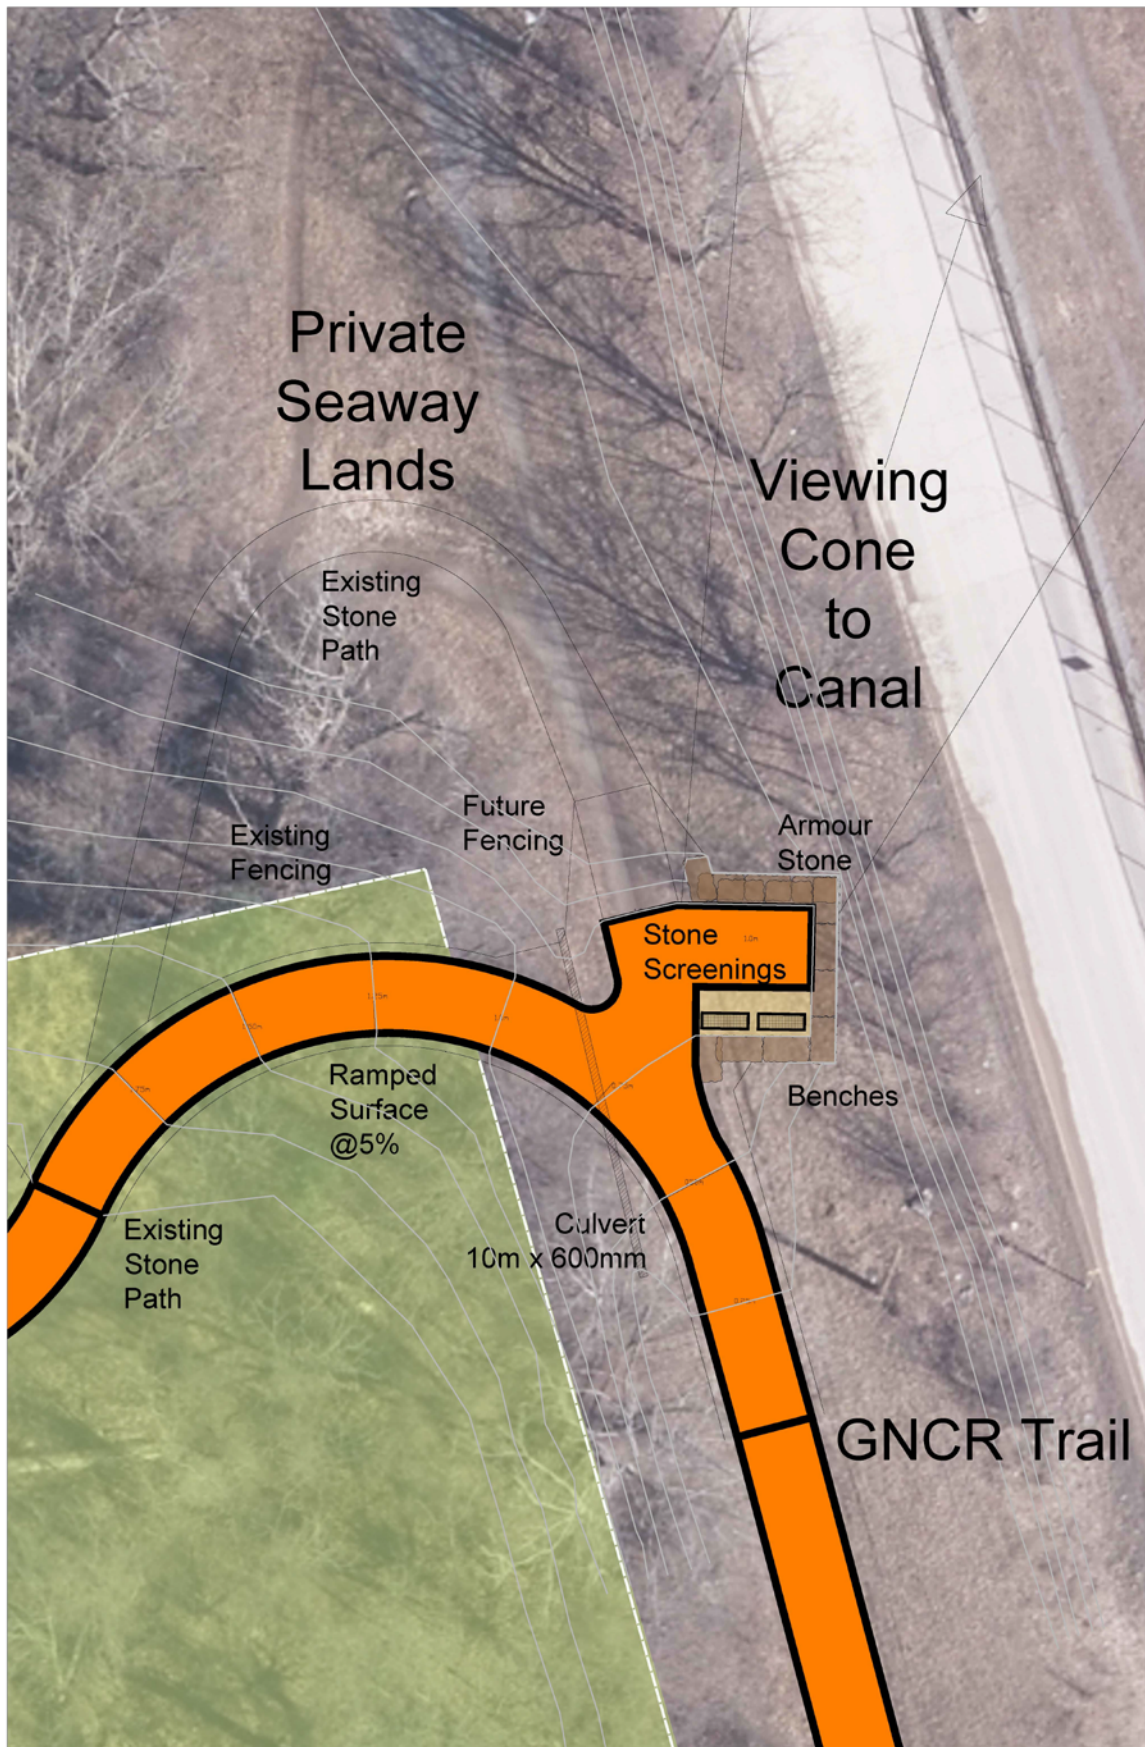 Private
Seaway
Lands
Viewing
Cone
to
Canal
Existing
Stone
Path
Future
Fencing
Existing
Fencing
Armour
Stone
Stone
Screenings
Ramped
Surface
@5%
Benches
Existing
Stone
Path
Culvert
10m x 600mm
GNCR Trail